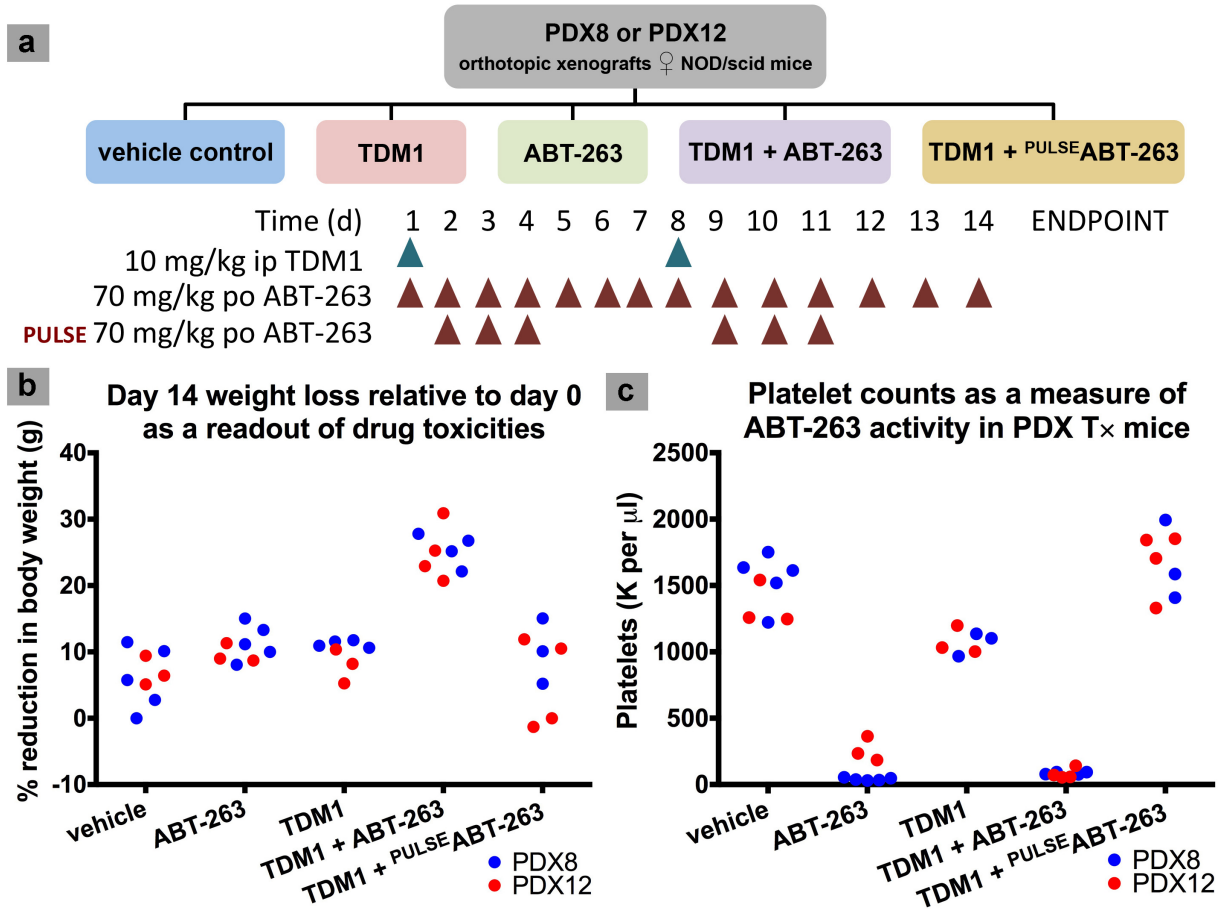 a
PDX8 or PDX12
orthotopic xenografts ♀ NOD/scid mice
vehicle control
TDM1
ABT-263
TDM1 + ABT-263
TDM1 + PULSEABT-263
Time (d) 1 2 3 4 5 6 7 8 9 10 11 12 13 14 ENDPOINT
10 mg/kg ip TDM1
70 mg/kg po ABT-263
PULSE 70 mg/kg po ABT-263
b
Day 14 weight loss relative to day 0
as a readout of drug toxicities
% reduction in body weight (g)
40
30
20
10
0
-10
vehicle
ABT-263
TDM1
TDM1 + ABT-263
TDM1 + PULSEABT-263
PDX8
PDX12
c
Platelet counts as a measure of
ABT-263 activity in PDX T× mice
Platelets (K per μl)
2500
2000
1500
1000
500
0
vehicle
ABT-263
TDM1
TDM1 + ABT-263
TDM1 + PULSEABT-263
PDX8
PDX12